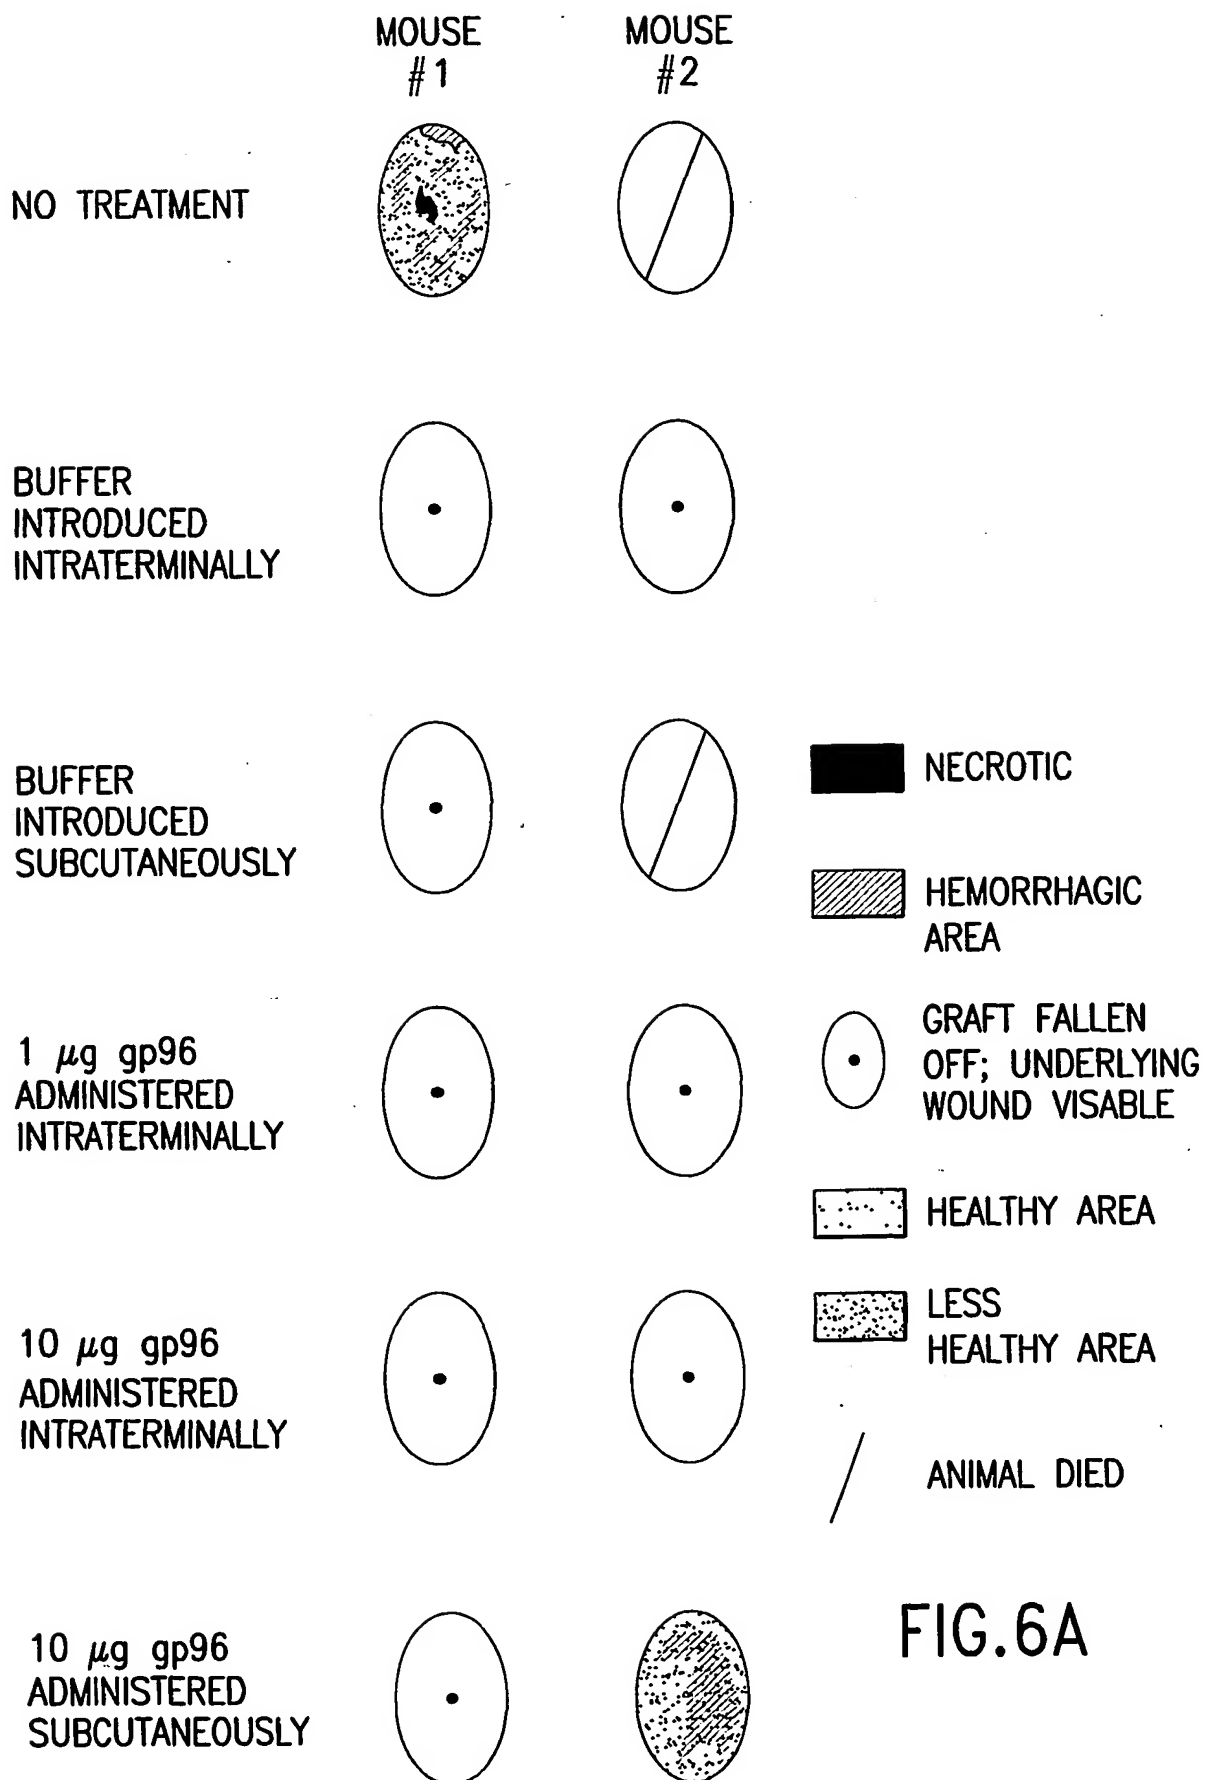 MOUSE
#1
MOUSE
#2
NO TREATMENT
BUFFER
INTRODUCED
INTRATERMINALLY
BUFFER
INTRODUCED
SUBCUTANEOUSLY
1 μg gp96
ADMINISTERED
INTRATERMINALLY
10 μg gp96
ADMINISTERED
INTRATERMINALLY
10 μg gp96
ADMINISTERED
SUBCUTANEOUSLY
NECROTIC
HEMORRHAGIC
AREA
GRAFT FALLEN
OFF; UNDERLYING
WOUND VISABLE
HEALTHY AREA
LESS
HEALTHY AREA
ANIMAL DIED
FIG.6A